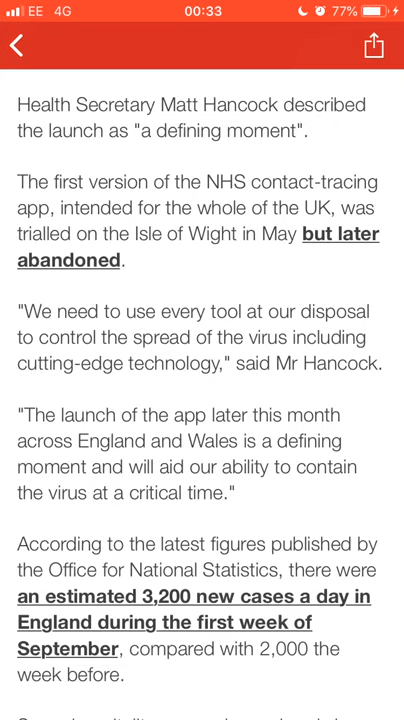 EE 4G 00:33 77%
Health Secretary Matt Hancock described
the launch as "a defining moment".
The first version of the NHS contact-tracing
app, intended for the whole of the UK, was
trialled on the Isle of Wight in May but later
abandoned.
"We need to use every tool at our disposal
to control the spread of the virus including
cutting-edge technology," said Mr Hancock.
"The launch of the app later this month
across England and Wales is a defining
moment and will aid our ability to contain
the virus at a critical time."
According to the latest figures published by
the Office for National Statistics, there were
an estimated 3,200 new cases a day in
England during the first week of
September, compared with 2,000 the
week before.